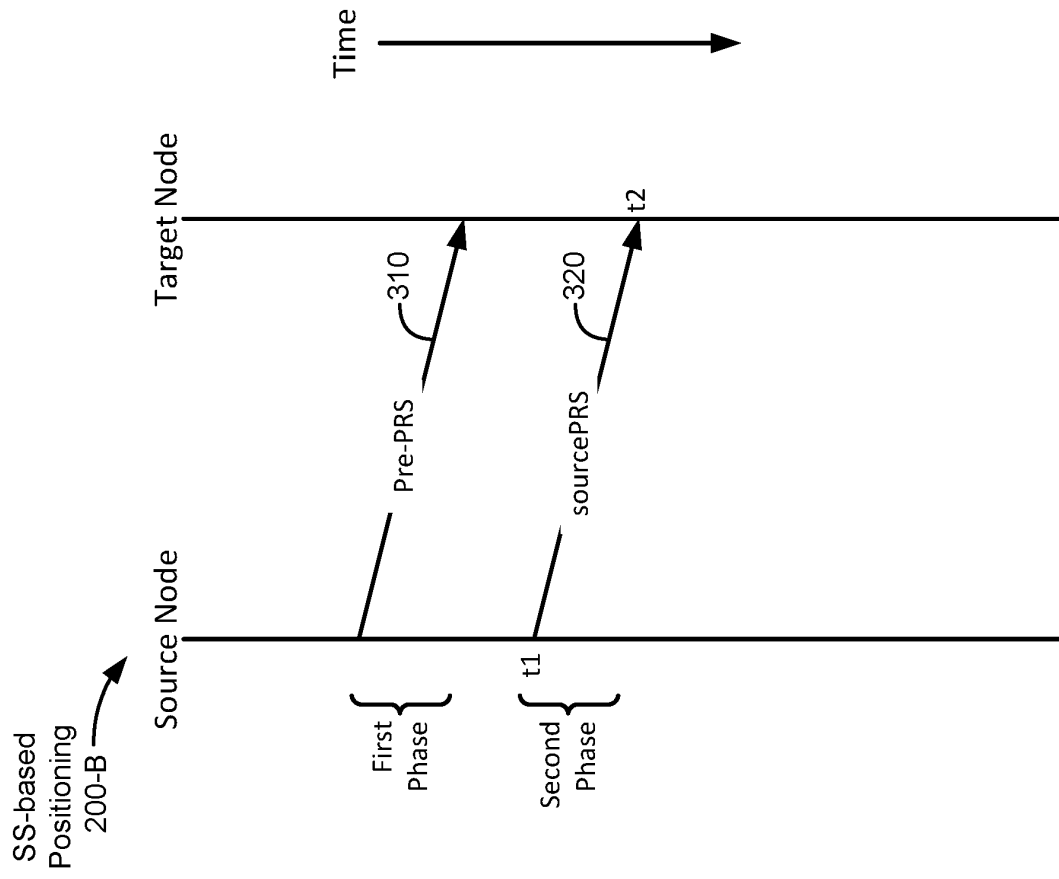 SS-based
Positioning
200-B
Source Node
Target Node
Time
Pre-PRS
310
First
Phase
t1
sourcePRS
320
t2
Second
Phase